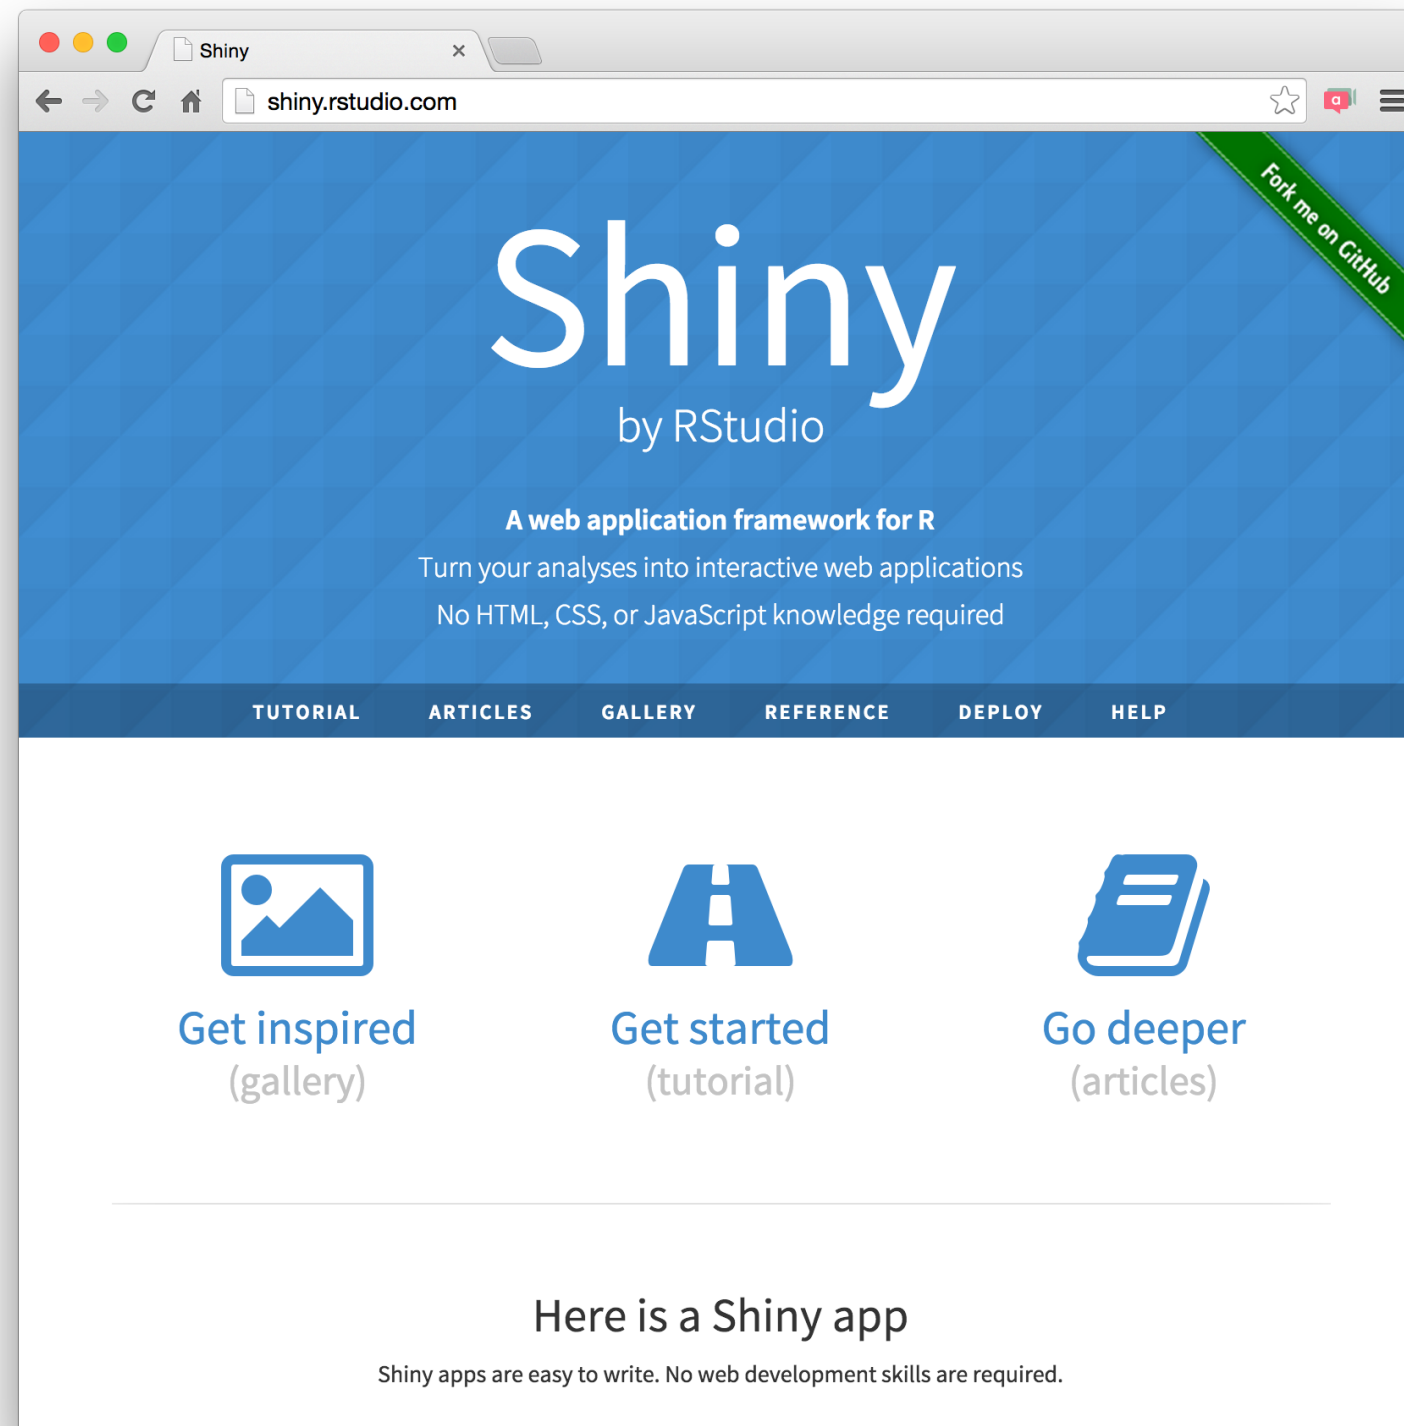 Shiny
shiny.rstudio.com
a
Fork me on GitHub
Shiny
by RStudio
A web application framework for R
Turn your analyses into interactive web applications
No HTML, CSS, or JavaScript knowledge required
TUTORIAL ARTICLES GALLERY REFERENCE DEPLOY HELP
Get inspired Get started Go deeper
(gallery) (tutorial) (articles)
Here is a Shiny app
Shiny apps are easy to write. No web development skills are required.